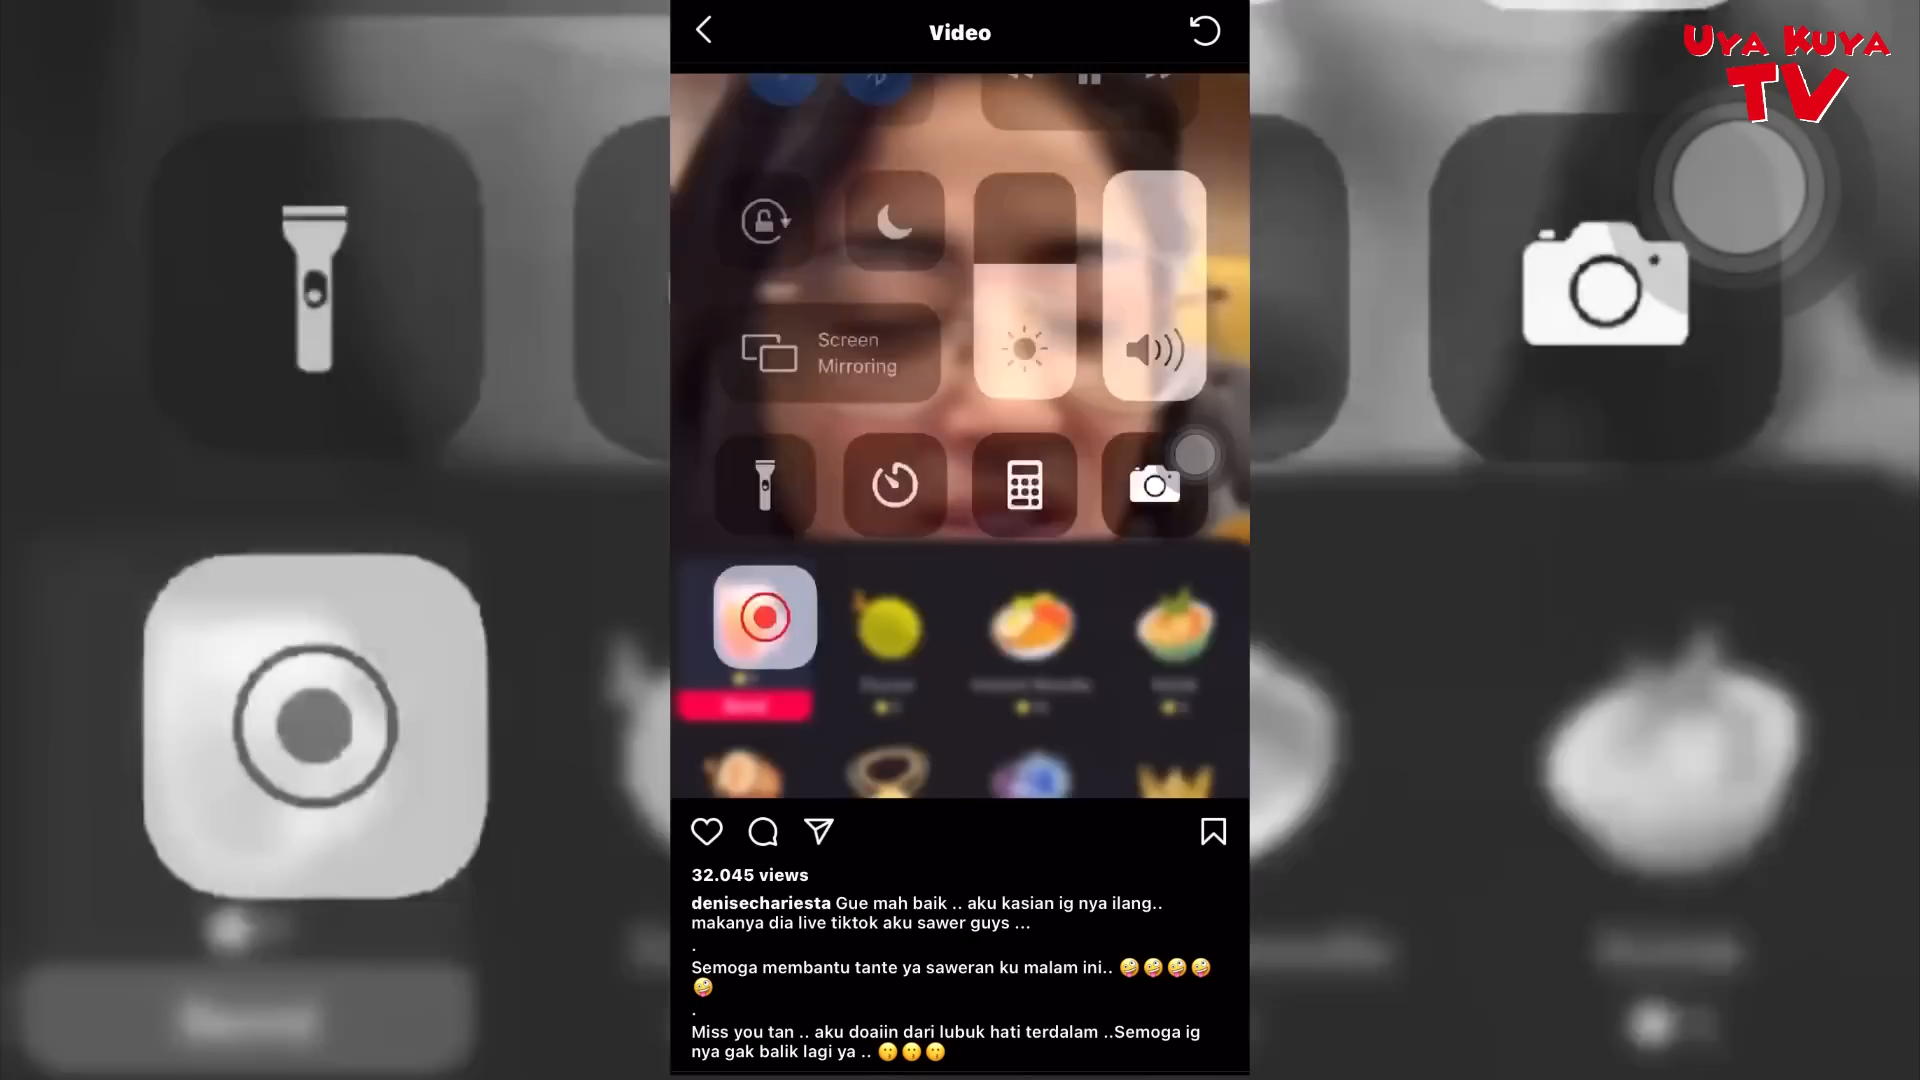 Video
UYA KUYA
TV
Screen
Mirroring
32.045 views
denisechariesta Gue mah baik .. aku kasian ig nya ilang..
makanya dia live tiktok aku sawer guys ...
.
Semoga membantu tante ya saweran ku malam ini.. 🤪🤪🤪🤪
🤪
.
Miss you tan .. aku doaiin dari lubuk hati terdalam ..Semoga ig
nya gak balik lagi ya .. 😗😗😗